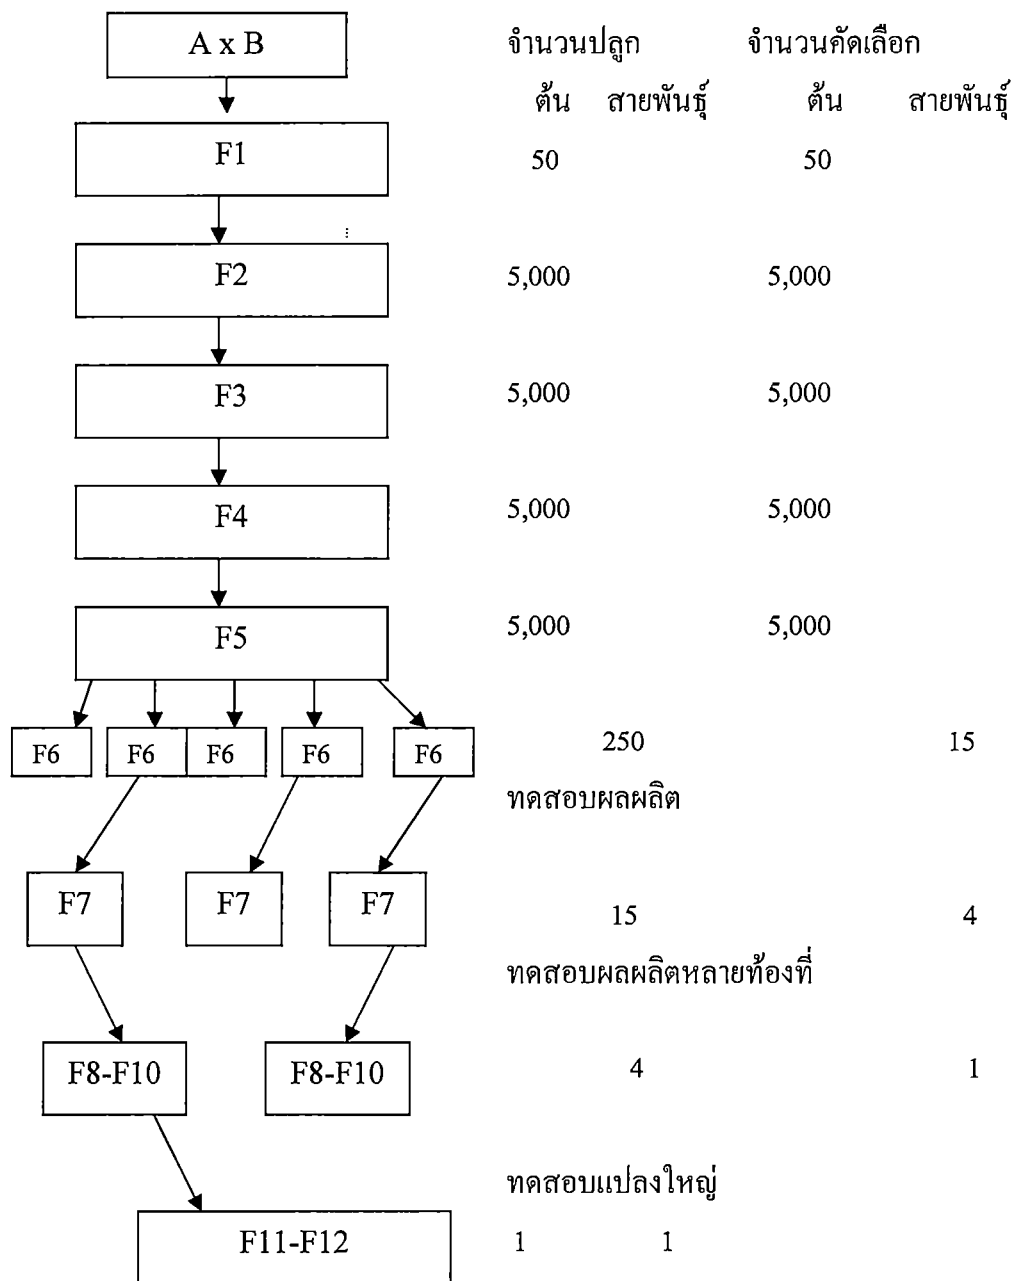 A x B จำนวนปลูก จำนวนคัดเลือก
ต้น สายพันธุ์ ต้น สายพันธุ์
F1 50 50
F2 5,000 5,000
F3 5,000 5,000
F4 5,000 5,000
F5 5,000 5,000
F6 F6 F6 F6 F6 250 15
ทดสอบผลผลิต
F7 F7 F7 15 4
ทดสอบผลผลิตหลายท้องที่
F8-F10 F8-F10 4 1
ทดสอบแปลงใหญ่
F11-F12 1 1